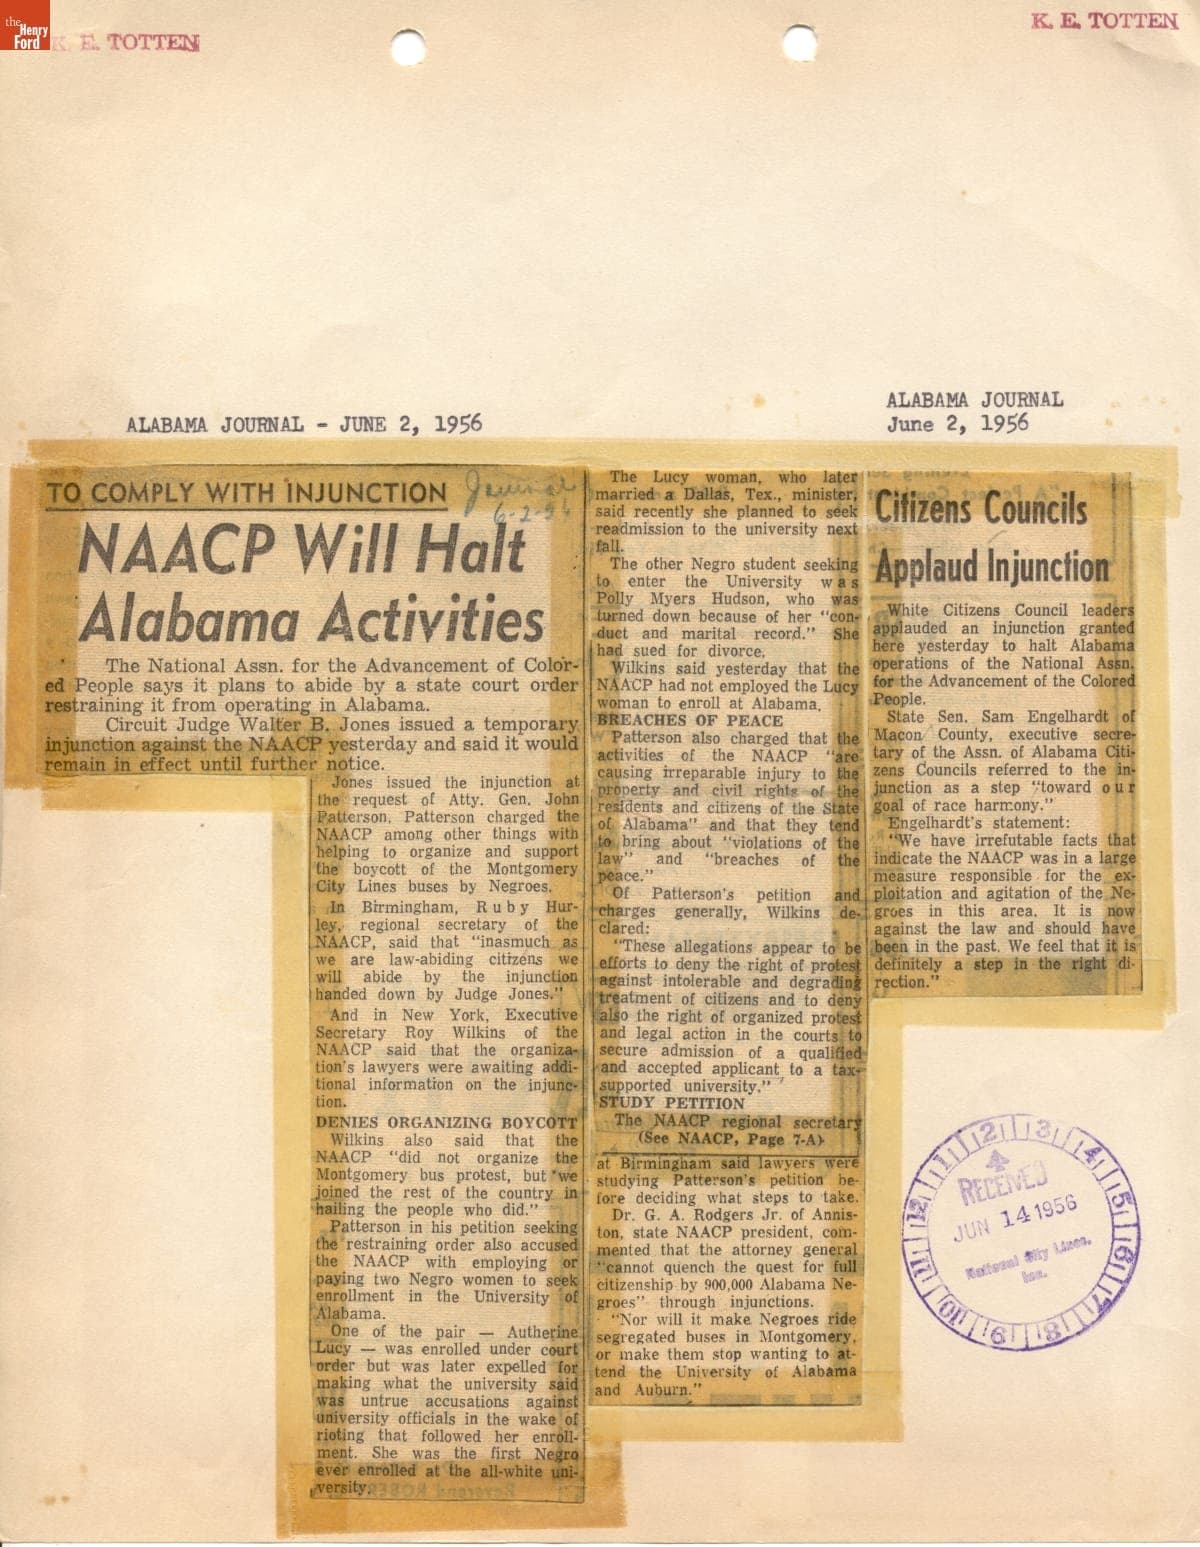 the
Henry
Ford
K. E. TOTTEN
K. E. TOTTEN
ALABAMA JOURNAL - JUNE 2, 1956
TO COMPLY WITH INJUNCTION
Journal
6-2-56
NAACP Will Halt
Alabama Activities
The National Assn. for the Advancement of Color-
ed People says it plans to abide by a state court order
restraining it from operating in Alabama.
Circuit Judge Walter B. Jones issued a temporary
injunction against the NAACP yesterday and said it would
remain in effect until further notice.
Jones issued the injunction at
the request of Atty. Gen. John
Patterson. Patterson charged the
NAACP among other things with
helping to organize and support
the boycott of the Montgomery
City Lines buses by Negroes.
In Birmingham, Ruby Hur-
ley, regional secretary of the
NAACP, said that "inasmuch as
we are law-abiding citizens we
will abide by the injunction
handed down by Judge Jones."
And in New York, Executive
Secretary Roy Wilkins of the
NAACP said that the organiza-
tion's lawyers were awaiting addi-
tional information on the injunc-
tion.
DENIES ORGANIZING BOYCOTT
Wilkins also said that the
NAACP "did not organize the
Montgomery bus protest, but we
joined the rest of the country in
hailing the people who did."
Patterson in his petition seeking
the restraining order also accused
the NAACP with employing or
paying two Negro women to seek
enrollment in the University of
Alabama.
One of the pair — Autherine
Lucy — was enrolled under court
order but was later expelled for
making what the university said
was untrue accusations against
university officials in the wake of
rioting that followed her enroll-
ment. She was the first Negro
ever enrolled at the all-white uni-
versity.
The Lucy woman, who later
married a Dallas, Tex., minister,
said recently she planned to seek
readmission to the university next
fall.
The other Negro student seeking
to enter the University was
Polly Myers Hudson, who was
turned down because of her "con-
duct and marital record." She
had sued for divorce.
Wilkins said yesterday that the
NAACP had not employed the Lucy
woman to enroll at Alabama.
BREACHES OF PEACE
Patterson also charged that the
activities of the NAACP "are
causing irreparable injury to the
property and civil rights of the
residents and citizens of the State
of Alabama" and that they tend
to bring about "violations of the
law" and "breaches of the
peace."
Of Patterson's petition and
charges generally, Wilkins de-
clared:
"These allegations appear to be
efforts to deny the right of protest
against intolerable and degrading
treatment of citizens and to deny
also the right of organized protest
and legal action in the courts to
secure admission of a qualified
and accepted applicant to a tax-
supported university."
STUDY PETITION
The NAACP regional secretary
(See NAACP, Page 7-A)
at Birmingham said lawyers were
studying Patterson's petition be-
fore deciding what steps to take.
Dr. G. A. Rodgers Jr. of Annis-
ton, state NAACP president, com-
mented that the attorney general
"cannot quench the quest for full
citizenship by 900,000 Alabama Ne-
groes" through injunctions.
"Nor will it make Negroes ride
segregated buses in Montgomery,
or make them stop wanting to at-
tend the University of Alabama
and Auburn."
ALABAMA JOURNAL
June 2, 1956
Citizens Councils
Applaud Injunction
White Citizens Council leaders
applauded an injunction granted
here yesterday to halt Alabama
operations of the National Assn.
for the Advancement of the Colored
People.
State Sen. Sam Engelhardt of
Macon County, executive secre-
tary of the Assn. of Alabama Citi-
zens Councils referred to the in-
junction as a step "toward our
goal of race harmony."
Engelhardt's statement:
"We have irrefutable facts that
indicate the NAACP was in a large
measure responsible for the ex-
ploitation and agitation of the Ne-
groes in this area. It is now
against the law and should have
been in the past. We feel that it is
definitely a step in the right di-
rection."
12 1 2 3 4 5 6 7 8 9 10 11
RECEIVED
JUN 14 1956
National City Lines,
Inc.